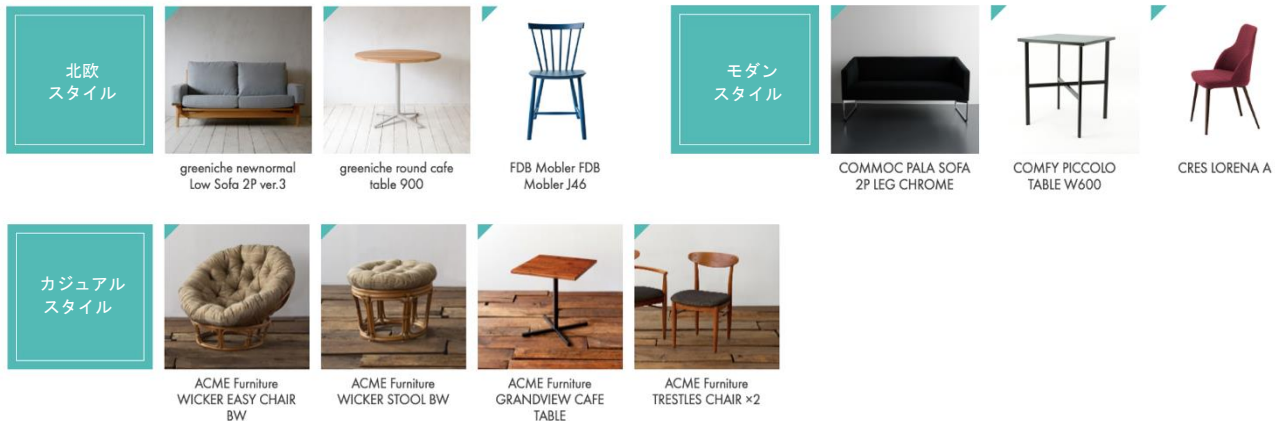 北欧
スタイル
greeniche newnormal
Low Sofa 2P ver.3
greeniche round cafe
table 900
FDB Mobler FDB
Mobler J46
モダン
スタイル
COMMOC PALA SOFA
2P LEG CHROME
COMFY PICCOLO
TABLE W600
CRES LORENA A
カジュアル
スタイル
ACME Furniture
WICKER EASY CHAIR
BW
ACME Furniture
WICKER STOOL BW
ACME Furniture
GRANDVIEW CAFE
TABLE
ACME Furniture
TRESTLES CHAIR ×2